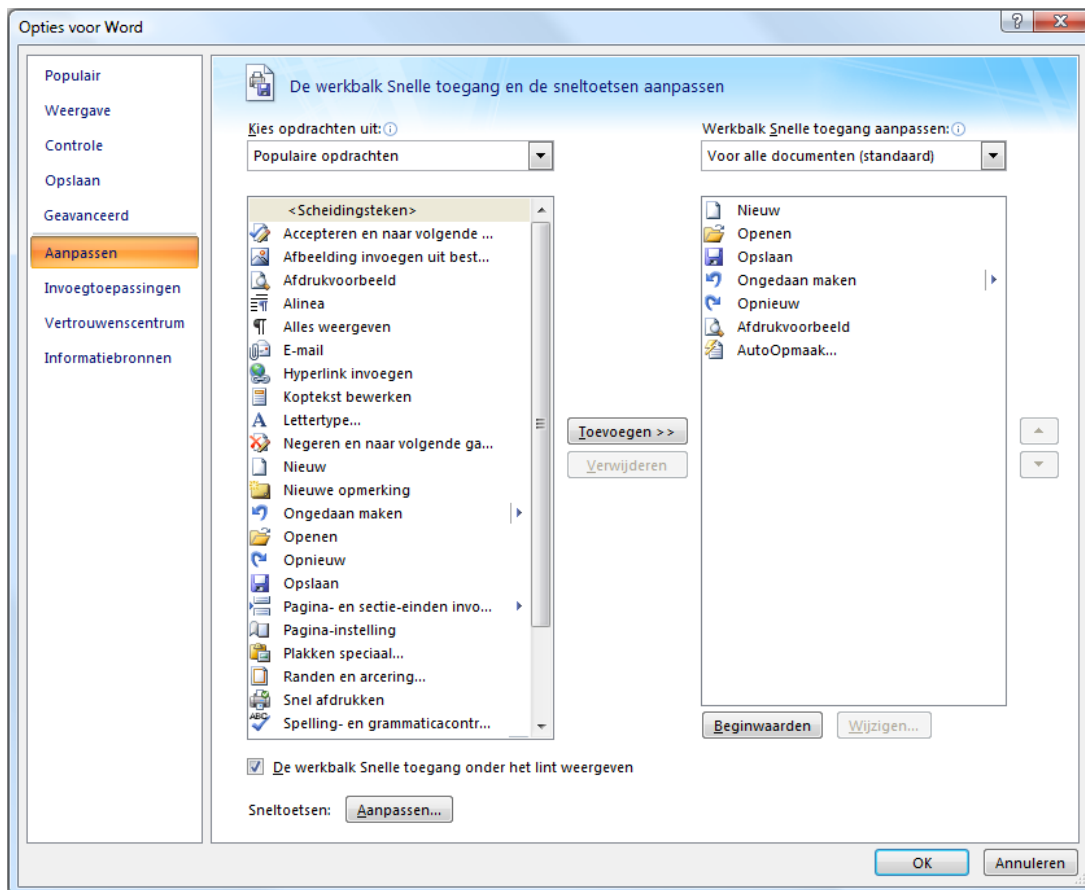 Opties voor Word
Populair
Weergave
Controle
Opslaan
Geavanceerd
Aanpassen
Invoegtoepassingen
Vertrouwenscentrum
Informatiebronnen
De werkbalk Snelle toegang en de sneltoetsen aanpassen
Kies opdrachten uit:
Populaire opdrachten
<Scheidingsteken>
Accepteren en naar volgende ...
Afbeelding invoegen uit best...
Afdrukvoorbeeld
Alinea
Alles weergeven
E-mail
Hyperlink invoegen
Koptekst bewerken
Lettertype...
Negeren en naar volgende ga...
Nieuw
Nieuwe opmerking
Ongedaan maken
Openen
Opnieuw
Opslaan
Pagina- en sectie-einden invo...
Pagina-instelling
Plakken speciaal...
Randen en arcering...
Snel afdrukken
Spelling- en grammaticacontr...
Toevoegen >>
Verwijderen
Werkbalk Snelle toegang aanpassen:
Voor alle documenten (standaard)
Nieuw
Openen
Opslaan
Ongedaan maken
Opnieuw
Afdrukvoorbeeld
AutoOpmaak...
Beginwaarden
Wijzigen...
De werkbalk Snelle toegang onder het lint weergeven
Sneltoetsen:
Aanpassen...
OK
Annuleren